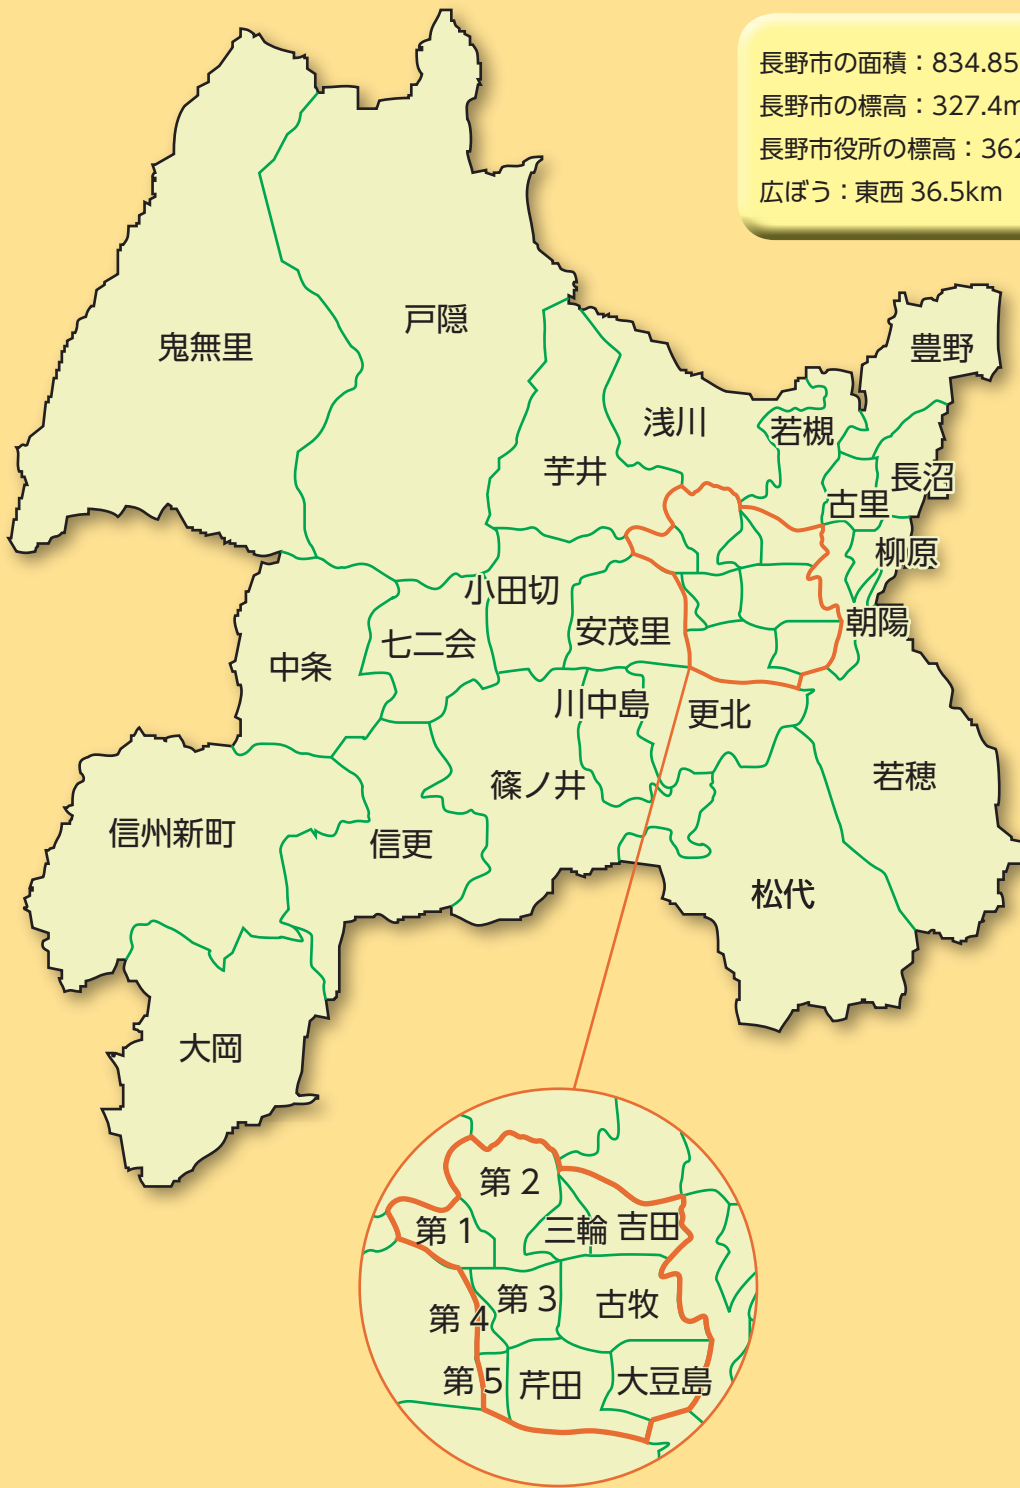 長野市の面積：834.85
長野市の標高：327.4m
長野市役所の標高：362
広ぼう：東西 36.5km
鬼無里
戸隠
豊野
浅川
若槻
芋井
長沼
古里
柳原
小田切
朝陽
安茂里
七二会
中条
川中島
更北
若穂
篠ノ井
信州新町
信更
松代
大岡
第 2
第 1
三輪
吉田
第 3
古牧
第 4
第 5
芹田
大豆島